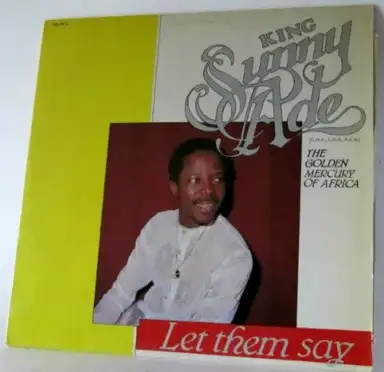 KING
Sunny
Ade
THE
GOLDEN
MERCURY
OF AFRICA
Let them say